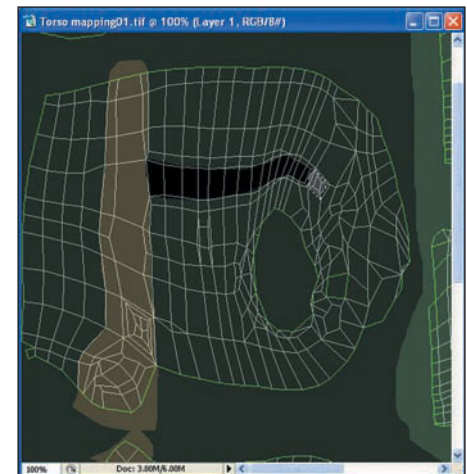 Torso mapping01.tif @ 100% (Layer 1, RGB/8#)
100% Doc: 3.00M/6.00M